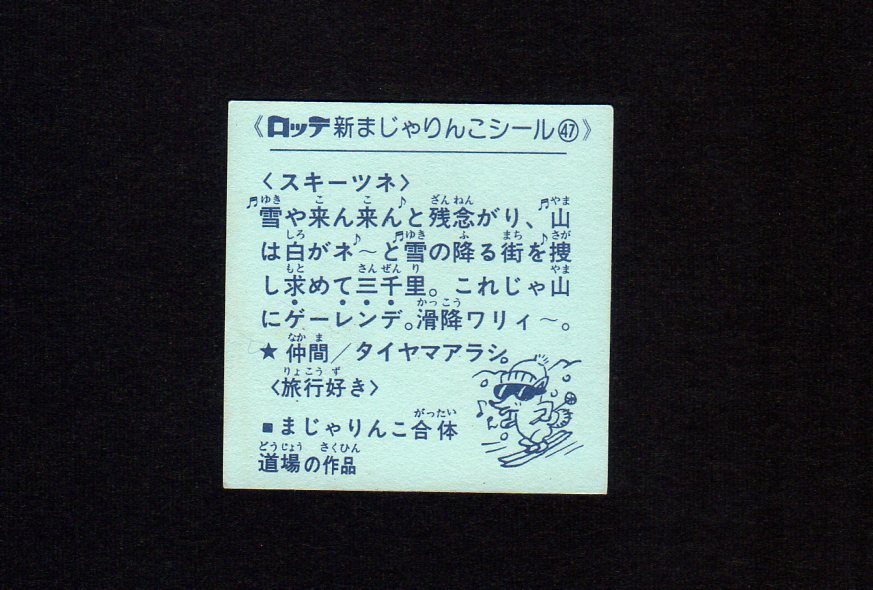 《ロッテ新まじゃりんこシール㊼》
〈スキーツネ〉
♬雪や来ん来ん♪と残念がり、♬山
は白がネ～♪と♬雪の降る街を♪捜
し求めて三千里。これじゃ山
にゲーレンデ。滑降ワリィ～。
★仲間／タイヤマアラシ。
〈旅行好き〉
■まじゃりんこ合体
道場の作品